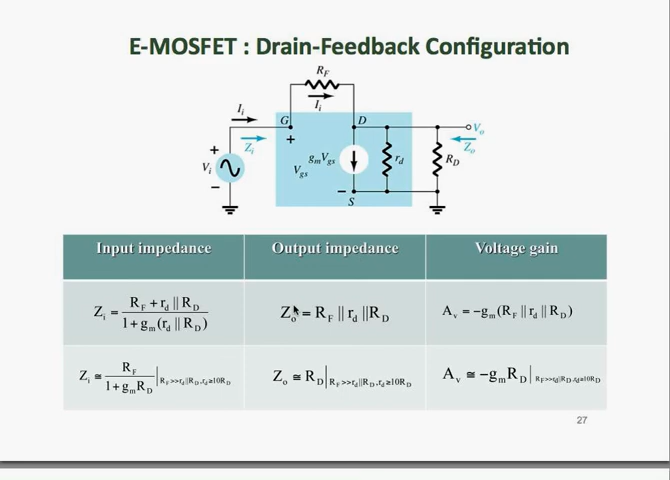 E-MOSFET : Drain-Feedback Configuration
R_F
I_i
I_i
G
D
V_o
Z_i
Z_o
+
+
V_i
g_mV_gs
V_gs
r_d
R_D
−
−
S
Input impedance
Output impedance
Voltage gain
Z_i = (R_F + r_d || R_D) / (1 + g_m(r_d || R_D))
Z_o = R_F || r_d || R_D
A_v = −g_m(R_F || r_d || R_D)
Z_i ≅ R_F / (1 + g_mR_D) |R_F>>r_d||R_D, r_d≥10R_D
Z_o ≅ R_D |R_F>>r_d||R_D, r_d≥10R_D
A_v ≅ −g_mR_D |R_F>>r_d||R_D, r_d≥10R_D
27